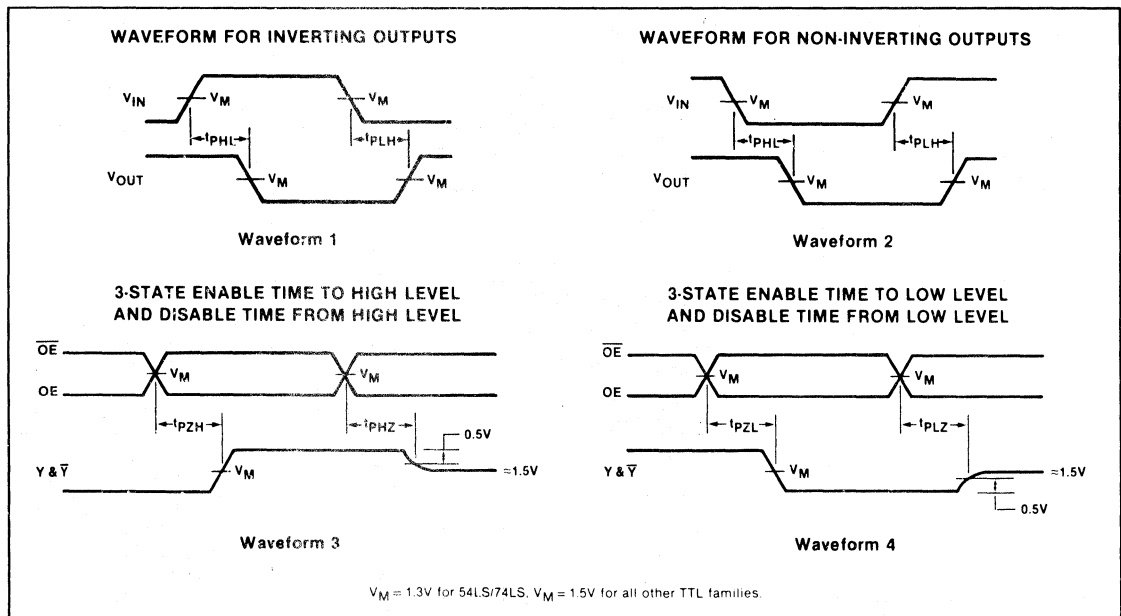 WAVEFORM FOR INVERTING OUTPUTS
VIN
VM
VM
tPHL
tPLH
VOUT
VM
VM
Waveform 1
WAVEFORM FOR NON-INVERTING OUTPUTS
VIN
VM
VM
tPHL
tPLH
VOUT
VM
VM
Waveform 2
3-STATE ENABLE TIME TO HIGH LEVEL
AND DISABLE TIME FROM HIGH LEVEL
O̅E̅
VM
VM
OE
tPZH
tPHZ
0.5V
Y & Y̅
VM
≈1.5V
Waveform 3
3-STATE ENABLE TIME TO LOW LEVEL
AND DISABLE TIME FROM LOW LEVEL
O̅E̅
VM
VM
OE
tPZL
tPLZ
Y & Y̅
VM
≈1.5V
0.5V
Waveform 4
VM = 1.3V for 54LS/74LS, VM = 1.5V for all other TTL families.